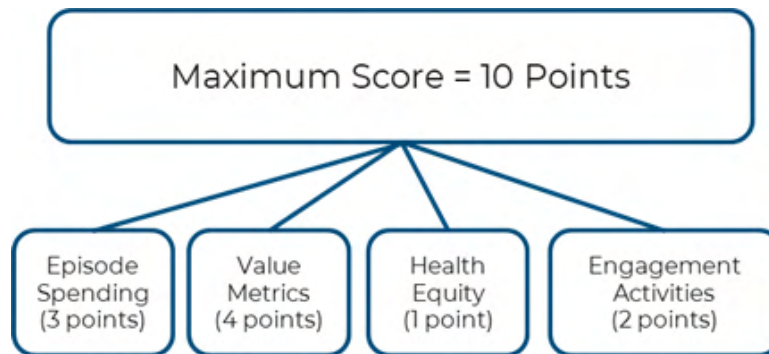 Maximum Score = 10 Points
Episode
Spending
(3 points)
Value
Metrics
(4 points)
Health
Equity
(1 point)
Engagement
Activities
(2 points)